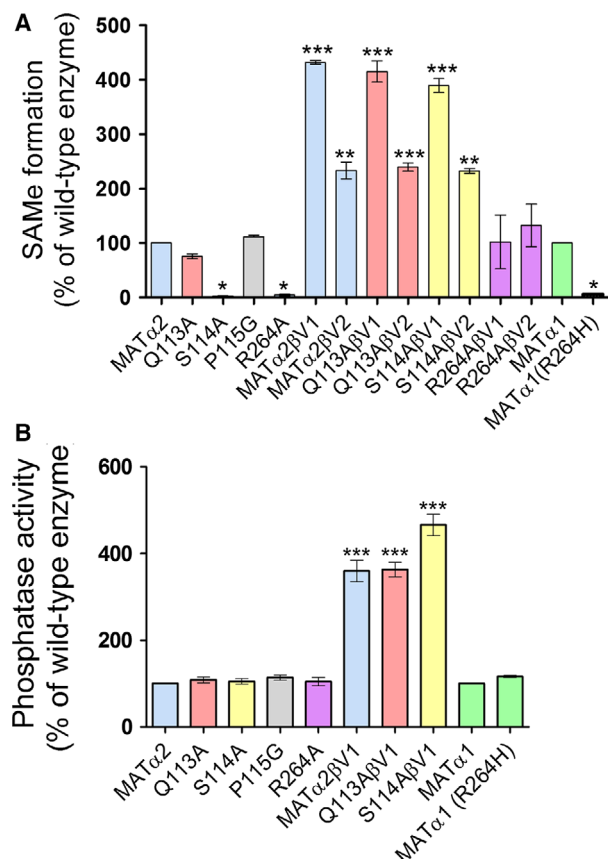 A
SAMe formation
(% of wild-type enzyme)
500
400
300
200
100
0
*
*
***
**
***
***
***
**
*
MATα2
Q113A
S114A
P115G
R264A
MATα2βV1
MATα2βV2
Q113AβV1
Q113AβV2
S114AβV1
S114AβV2
R264AβV1
R264AβV2
MATα1
MATα1(R264H)
B
Phosphatase activity
(% of wild-type enzyme
600
400
200
0
***
***
***
MATα2
Q113A
S114A
P115G
R264A
MATα2βV1
Q113AβV1
S114AβV1
MATα1
MATα1 (R264H)